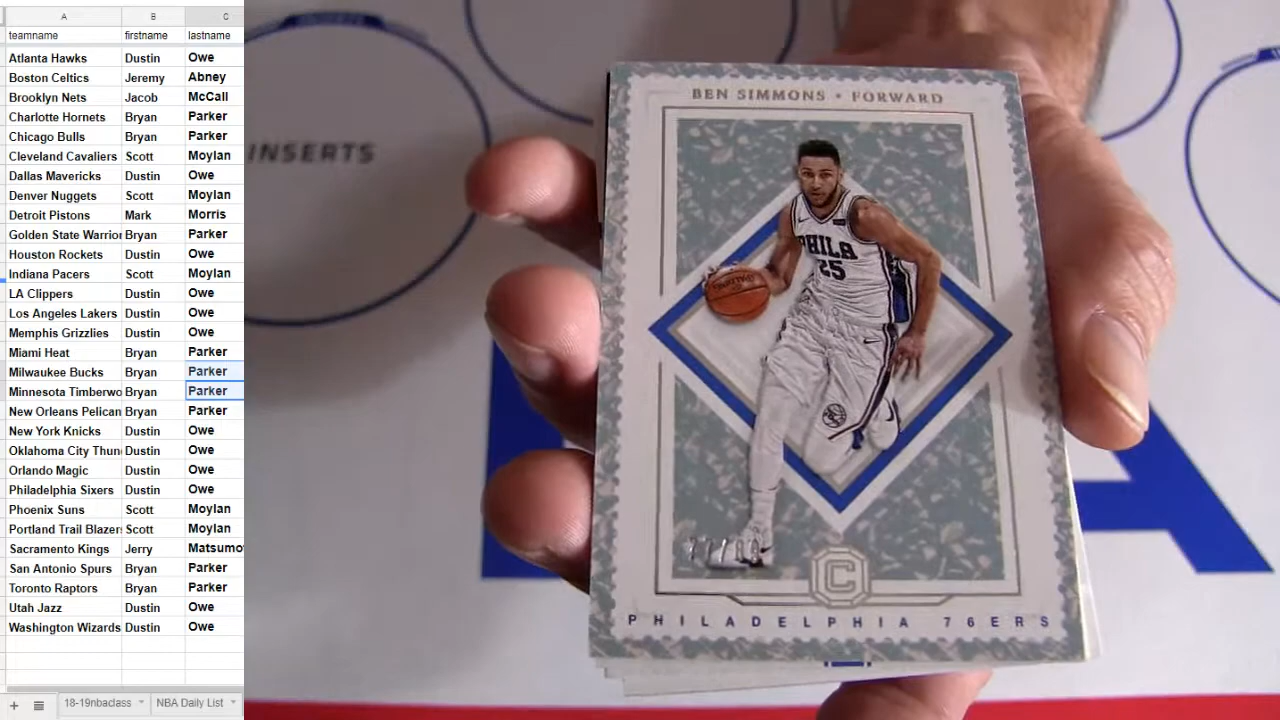 A B C
teamname firstname lastname
Atlanta Hawks Dustin Owe
Boston Celtics Jeremy Abney
Brooklyn Nets Jacob McCall
Charlotte Hornets Bryan Parker
Chicago Bulls Bryan Parker
Cleveland Cavaliers Scott Moylan
Dallas Mavericks Dustin Owe
Denver Nuggets Scott Moylan
Detroit Pistons Mark Morris
Golden State Warrior Bryan Parker
Houston Rockets Dustin Owe
Indiana Pacers Scott Moylan
LA Clippers Dustin Owe
Los Angeles Lakers Dustin Owe
Memphis Grizzlies Dustin Owe
Miami Heat Bryan Parker
Milwaukee Bucks Bryan Parker
Minnesota Timberwo Bryan Parker
New Orleans Pelican Bryan Parker
New York Knicks Dustin Owe
Oklahoma City Thun Dustin Owe
Orlando Magic Dustin Owe
Philadelphia Sixers Dustin Owe
Phoenix Suns Scott Moylan
Portland Trail Blazers Scott Moylan
Sacramento Kings Jerry Matsumo
San Antonio Spurs Bryan Parker
Toronto Raptors Bryan Parker
Utah Jazz Dustin Owe
Washington Wizards Dustin Owe
18-19nbaclass NBA Daily List
INSERTS
BEN SIMMONS • FORWARD
PHILA
25
SPALDING
C
PHILADELPHIA 76ERS